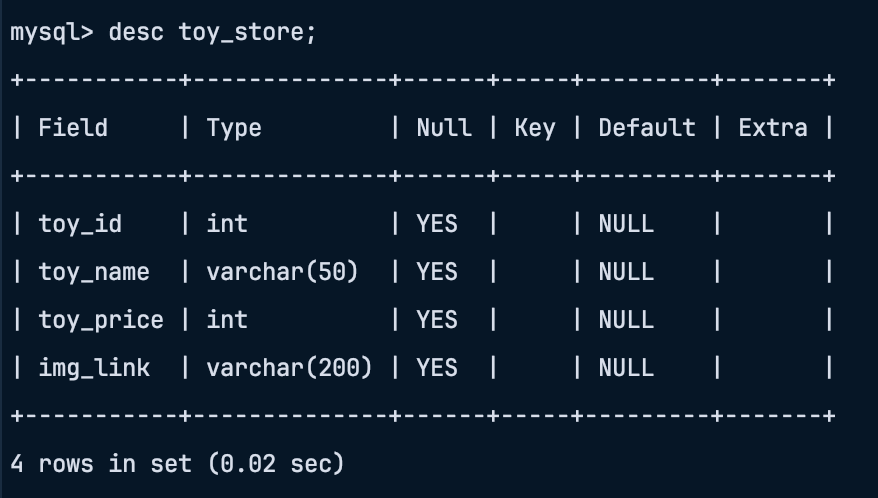 mysql> desc toy_store;
+-----------+--------------+------+-----+---------+-------+
| Field     | Type         | Null | Key | Default | Extra |
+-----------+--------------+------+-----+---------+-------+
| toy_id    | int          | YES  |     | NULL    |       |
| toy_name  | varchar(50)  | YES  |     | NULL    |       |
| toy_price | int          | YES  |     | NULL    |       |
| img_link  | varchar(200) | YES  |     | NULL    |       |
+-----------+--------------+------+-----+---------+-------+
4 rows in set (0.02 sec)